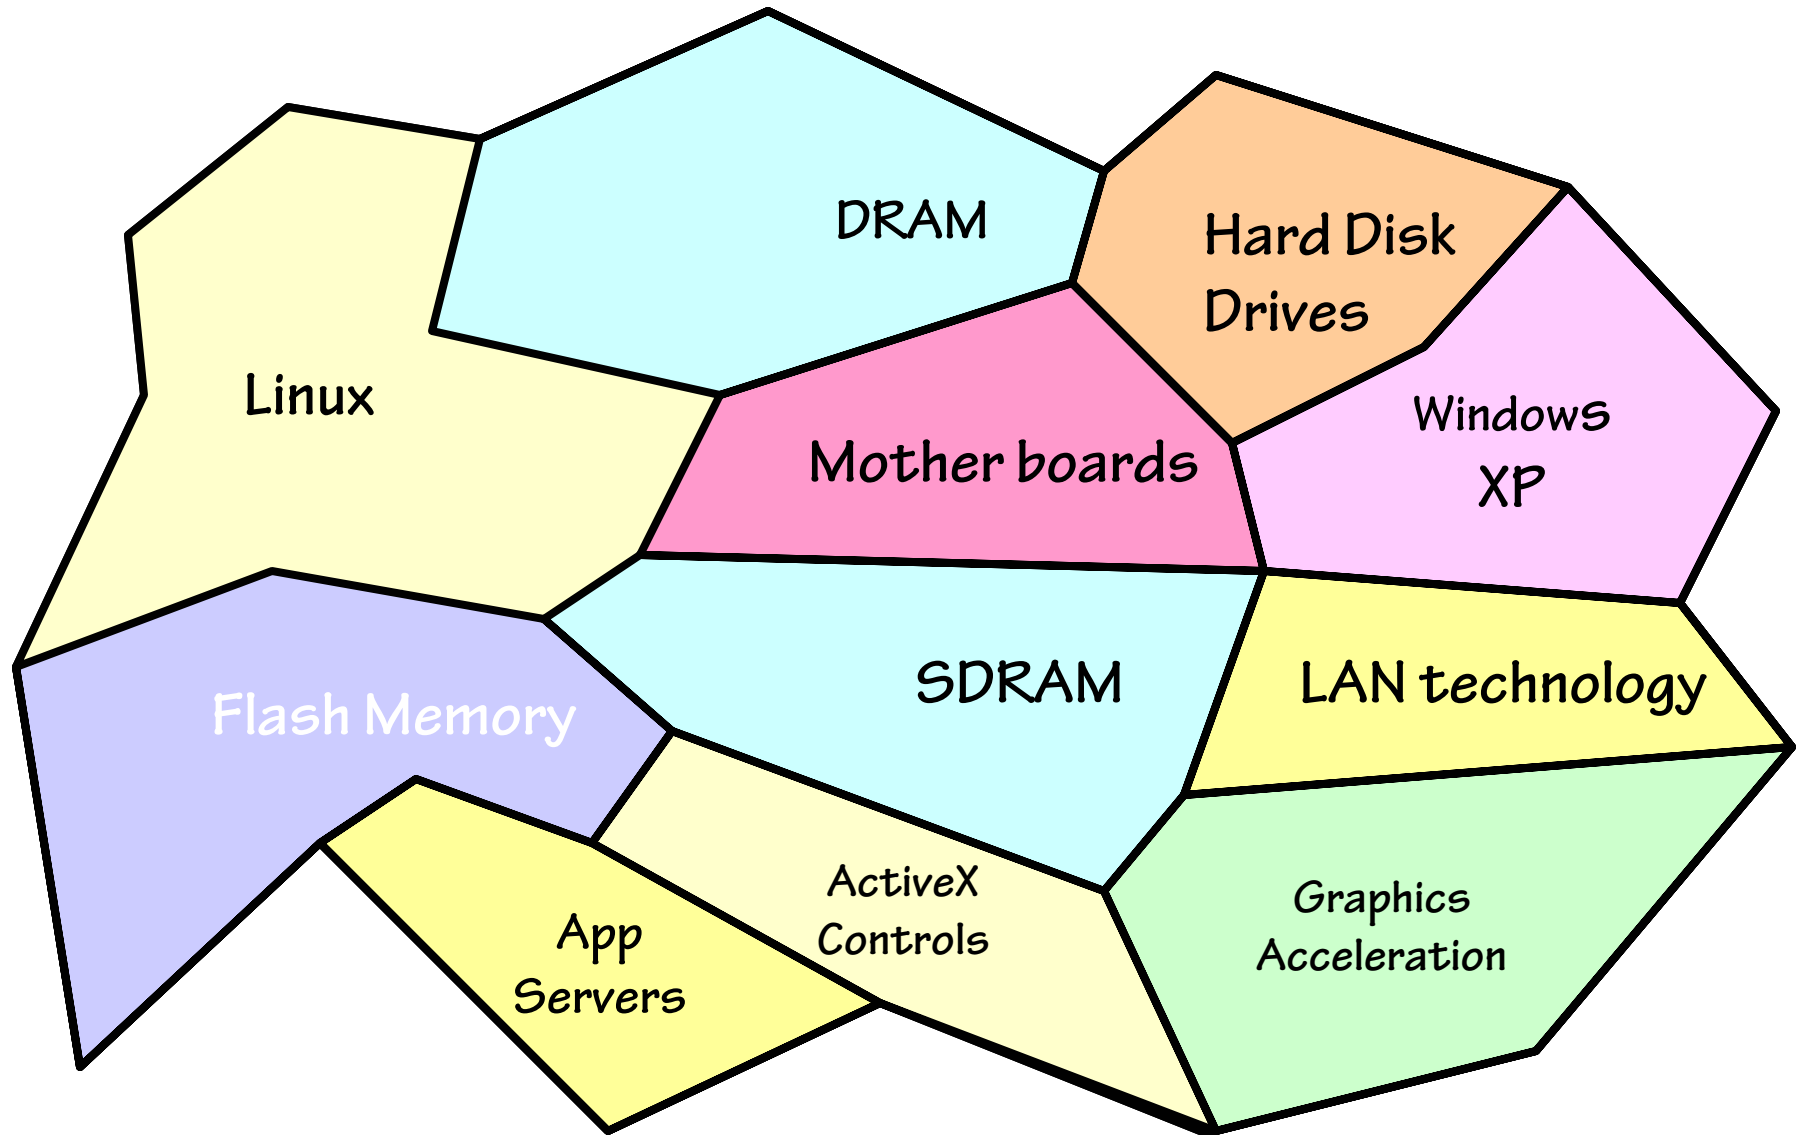 DRAM
Hard Disk
Drives
Linux
Windows
XP
Mother boards
SDRAM
LAN technology
Flash Memory
ActiveX
Controls
Graphics
Acceleration
App
Servers